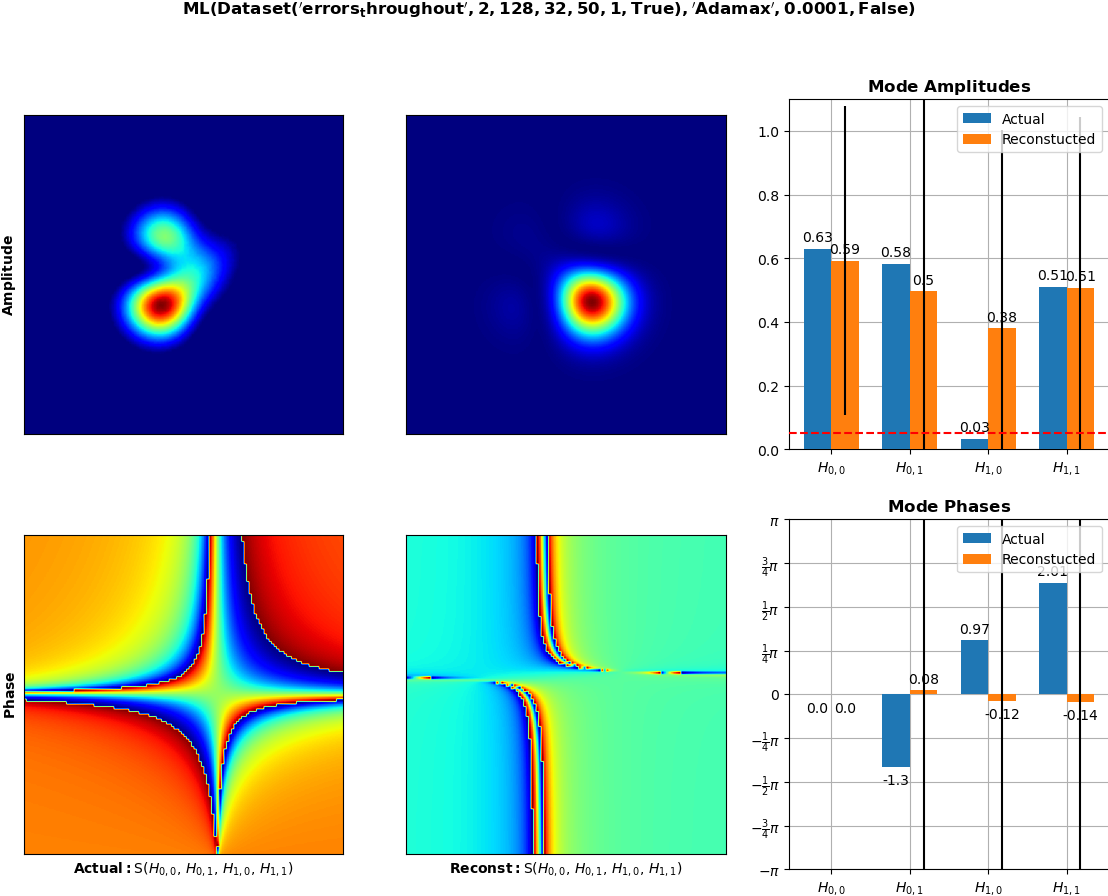 ML(Dataset('errors_throughout', 2, 128, 32, 50, 1, True), 'Adamax', 0.0001, False)
Amplitude
Mode Amplitudes
Actual
Reconstucted
1.0
0.8
0.6
0.4
0.2
0.0
0.63
0.59
0.58
0.5
0.03
0.38
0.51
0.51
H0,0
H0,1
H1,0
H1,1
Phase
Actual: S(H0,0, H0,1, H1,0, H1,1)
Reconst: S(H0,0, H0,1, H1,0, H1,1)
Mode Phases
Actual
Reconstucted
π
3/4π
1/2π
1/4π
0
-1/4π
-1/2π
-3/4π
-π
0.0
0.0
-1.3
0.08
0.97
-0.12
2.01
-0.14
H0,0
H0,1
H1,0
H1,1